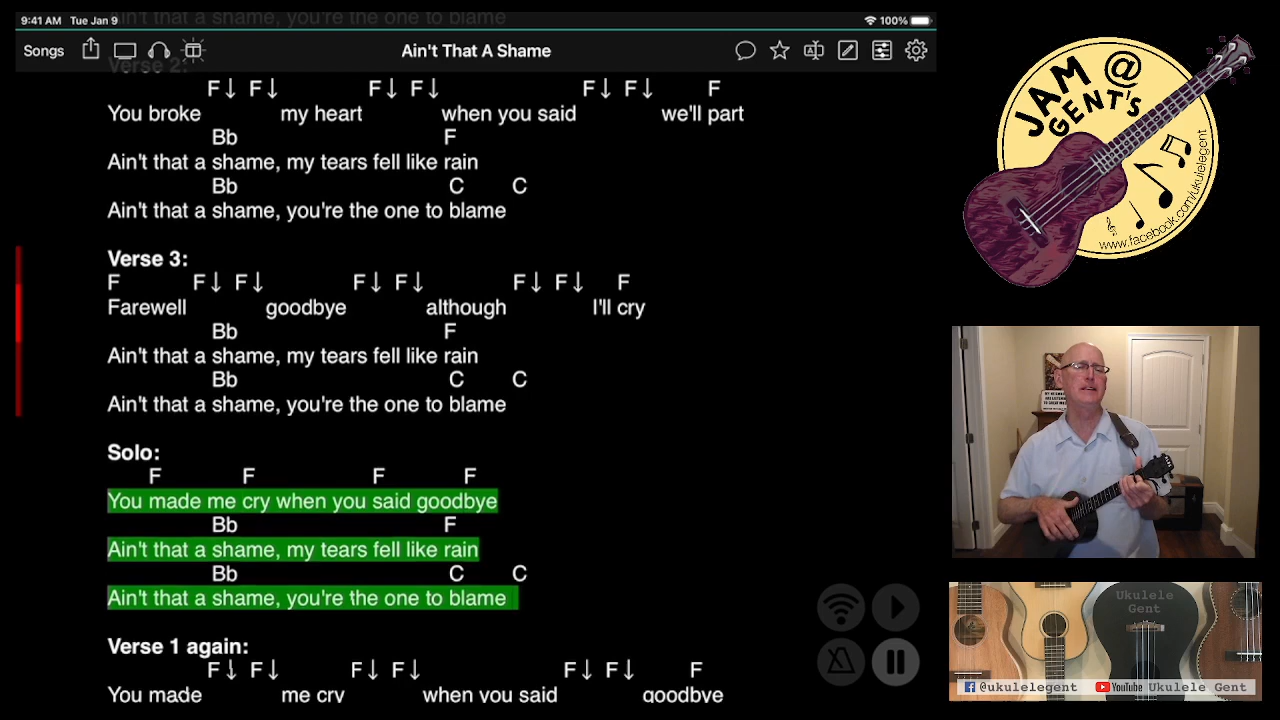 9:41 AM Tue Jan 9 100%
Songs Ain't That A Shame
Verse 2:
F↓ F↓ F↓ F↓ F↓ F↓ F
You broke my heart when you said we'll part
Bb F
Ain't that a shame, my tears fell like rain
Bb C C
Ain't that a shame, you're the one to blame
Verse 3:
F F↓ F↓ F↓ F↓ F↓ F↓ F
Farewell goodbye although I'll cry
Bb F
Ain't that a shame, my tears fell like rain
Bb C C
Ain't that a shame, you're the one to blame
Solo:
F F F F
You made me cry when you said goodbye
Bb F
Ain't that a shame, my tears fell like rain
Bb C C
Ain't that a shame, you're the one to blame
Verse 1 again:
F↓ F↓ F↓ F↓ F↓ F↓ F
You made me cry when you said goodbye
JAM @
GENT'S
www.facebook.com/ukulelegent
Ukulele
Gent
@ukulelegent YouTube Ukulele Gent